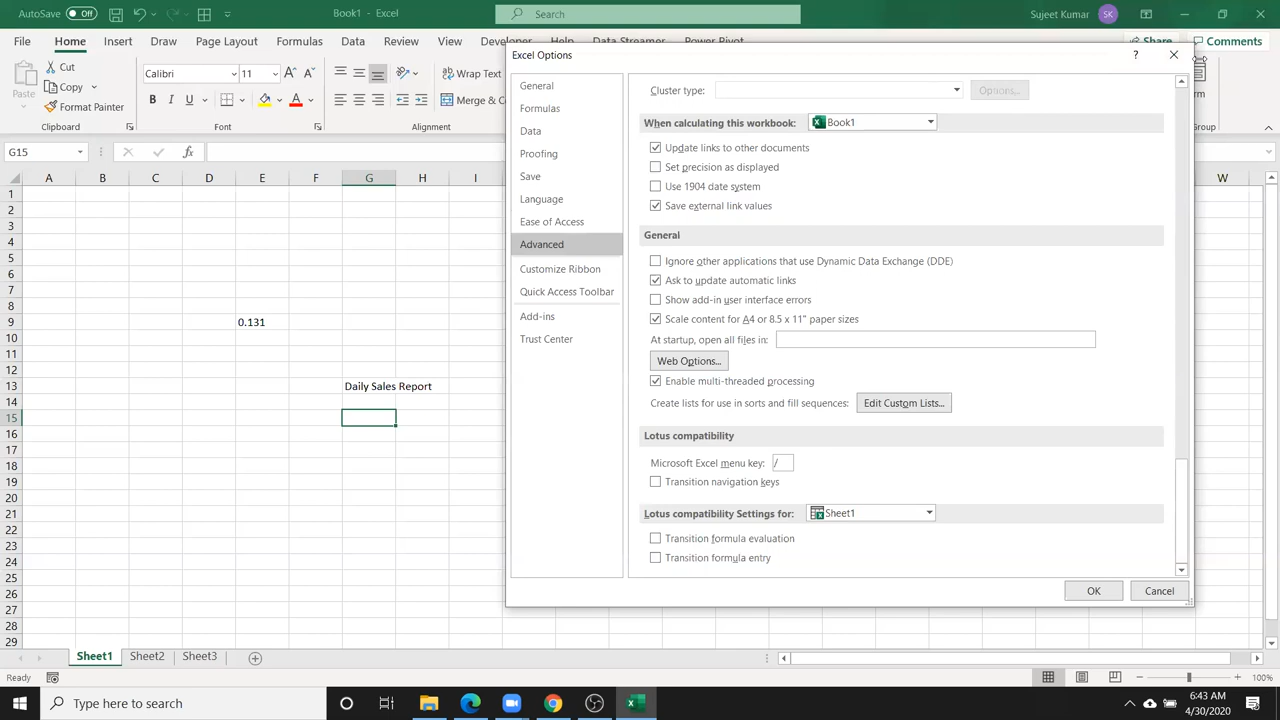 AutoSave Off Book1 - Excel Search Sujeet Kumar SK
File Home Insert Draw Page Layout Formulas Data Review View Developer Help Data Streamer Power Pivot Share Comments
Cut
Copy
Format Painter
Paste
Clipboard
Calibri 11
B I U
Font
Wrap Text
Merge & Co
G15 fx
A B C D E F G H I W
1
2
3
4
5
6
7
8
9 0.131
10
11
12
13 Daily Sales Report
14
15
16
17
18
19
20
21
22
23
24
25
26
27
28
29
Excel Options ?
General
Formulas
Data
Proofing
Save
Language
Ease of Access
Advanced
Customize Ribbon
Quick Access Toolbar
Add-ins
Trust Center
Cluster type: Options...
When calculating this workbook: Book1
Update links to other documents
Set precision as displayed
Use 1904 date system
Save external link values
General
Ignore other applications that use Dynamic Data Exchange (DDE)
Ask to update automatic links
Show add-in user interface errors
Scale content for A4 or 8.5 x 11" paper sizes
At startup, open all files in:
Web Options...
Enable multi-threaded processing
Create lists for use in sorts and fill sequences: Edit Custom Lists...
Lotus compatibility
Microsoft Excel menu key: /
Transition navigation keys
Lotus compatibility Settings for: Sheet1
Transition formula evaluation
Transition formula entry
OK Cancel
Sheet1 Sheet2 Sheet3
Ready 100%
Type here to search
6:43 AM
4/30/2020